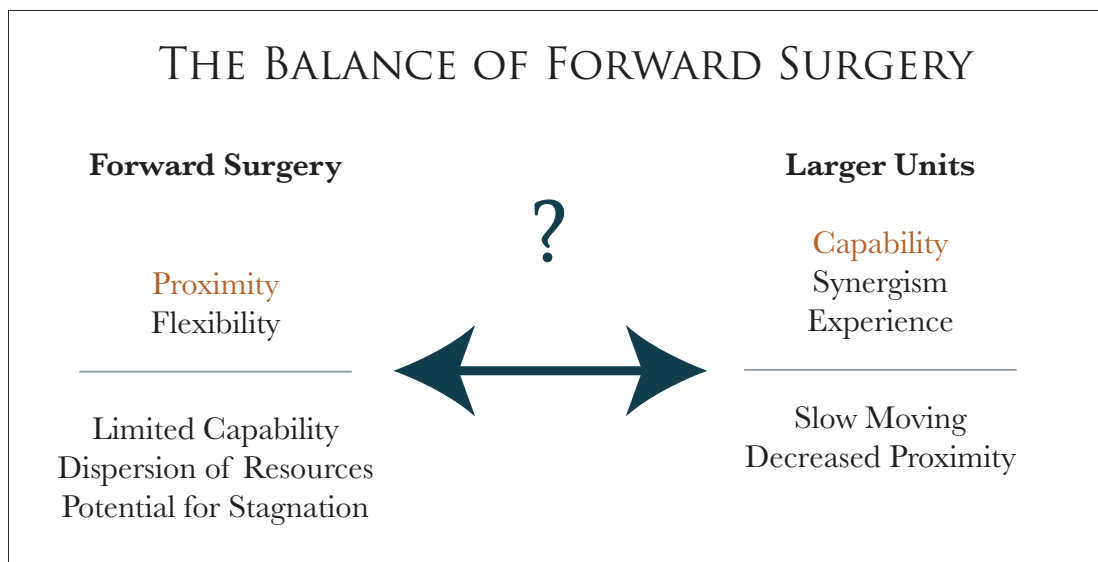 THE BALANCE OF FORWARD SURGERY
Forward Surgery
Proximity
Flexibility
Limited Capability
Dispersion of Resources
Potential for Stagnation
?
Larger Units
Capability
Synergism
Experience
Slow Moving
Decreased Proximity